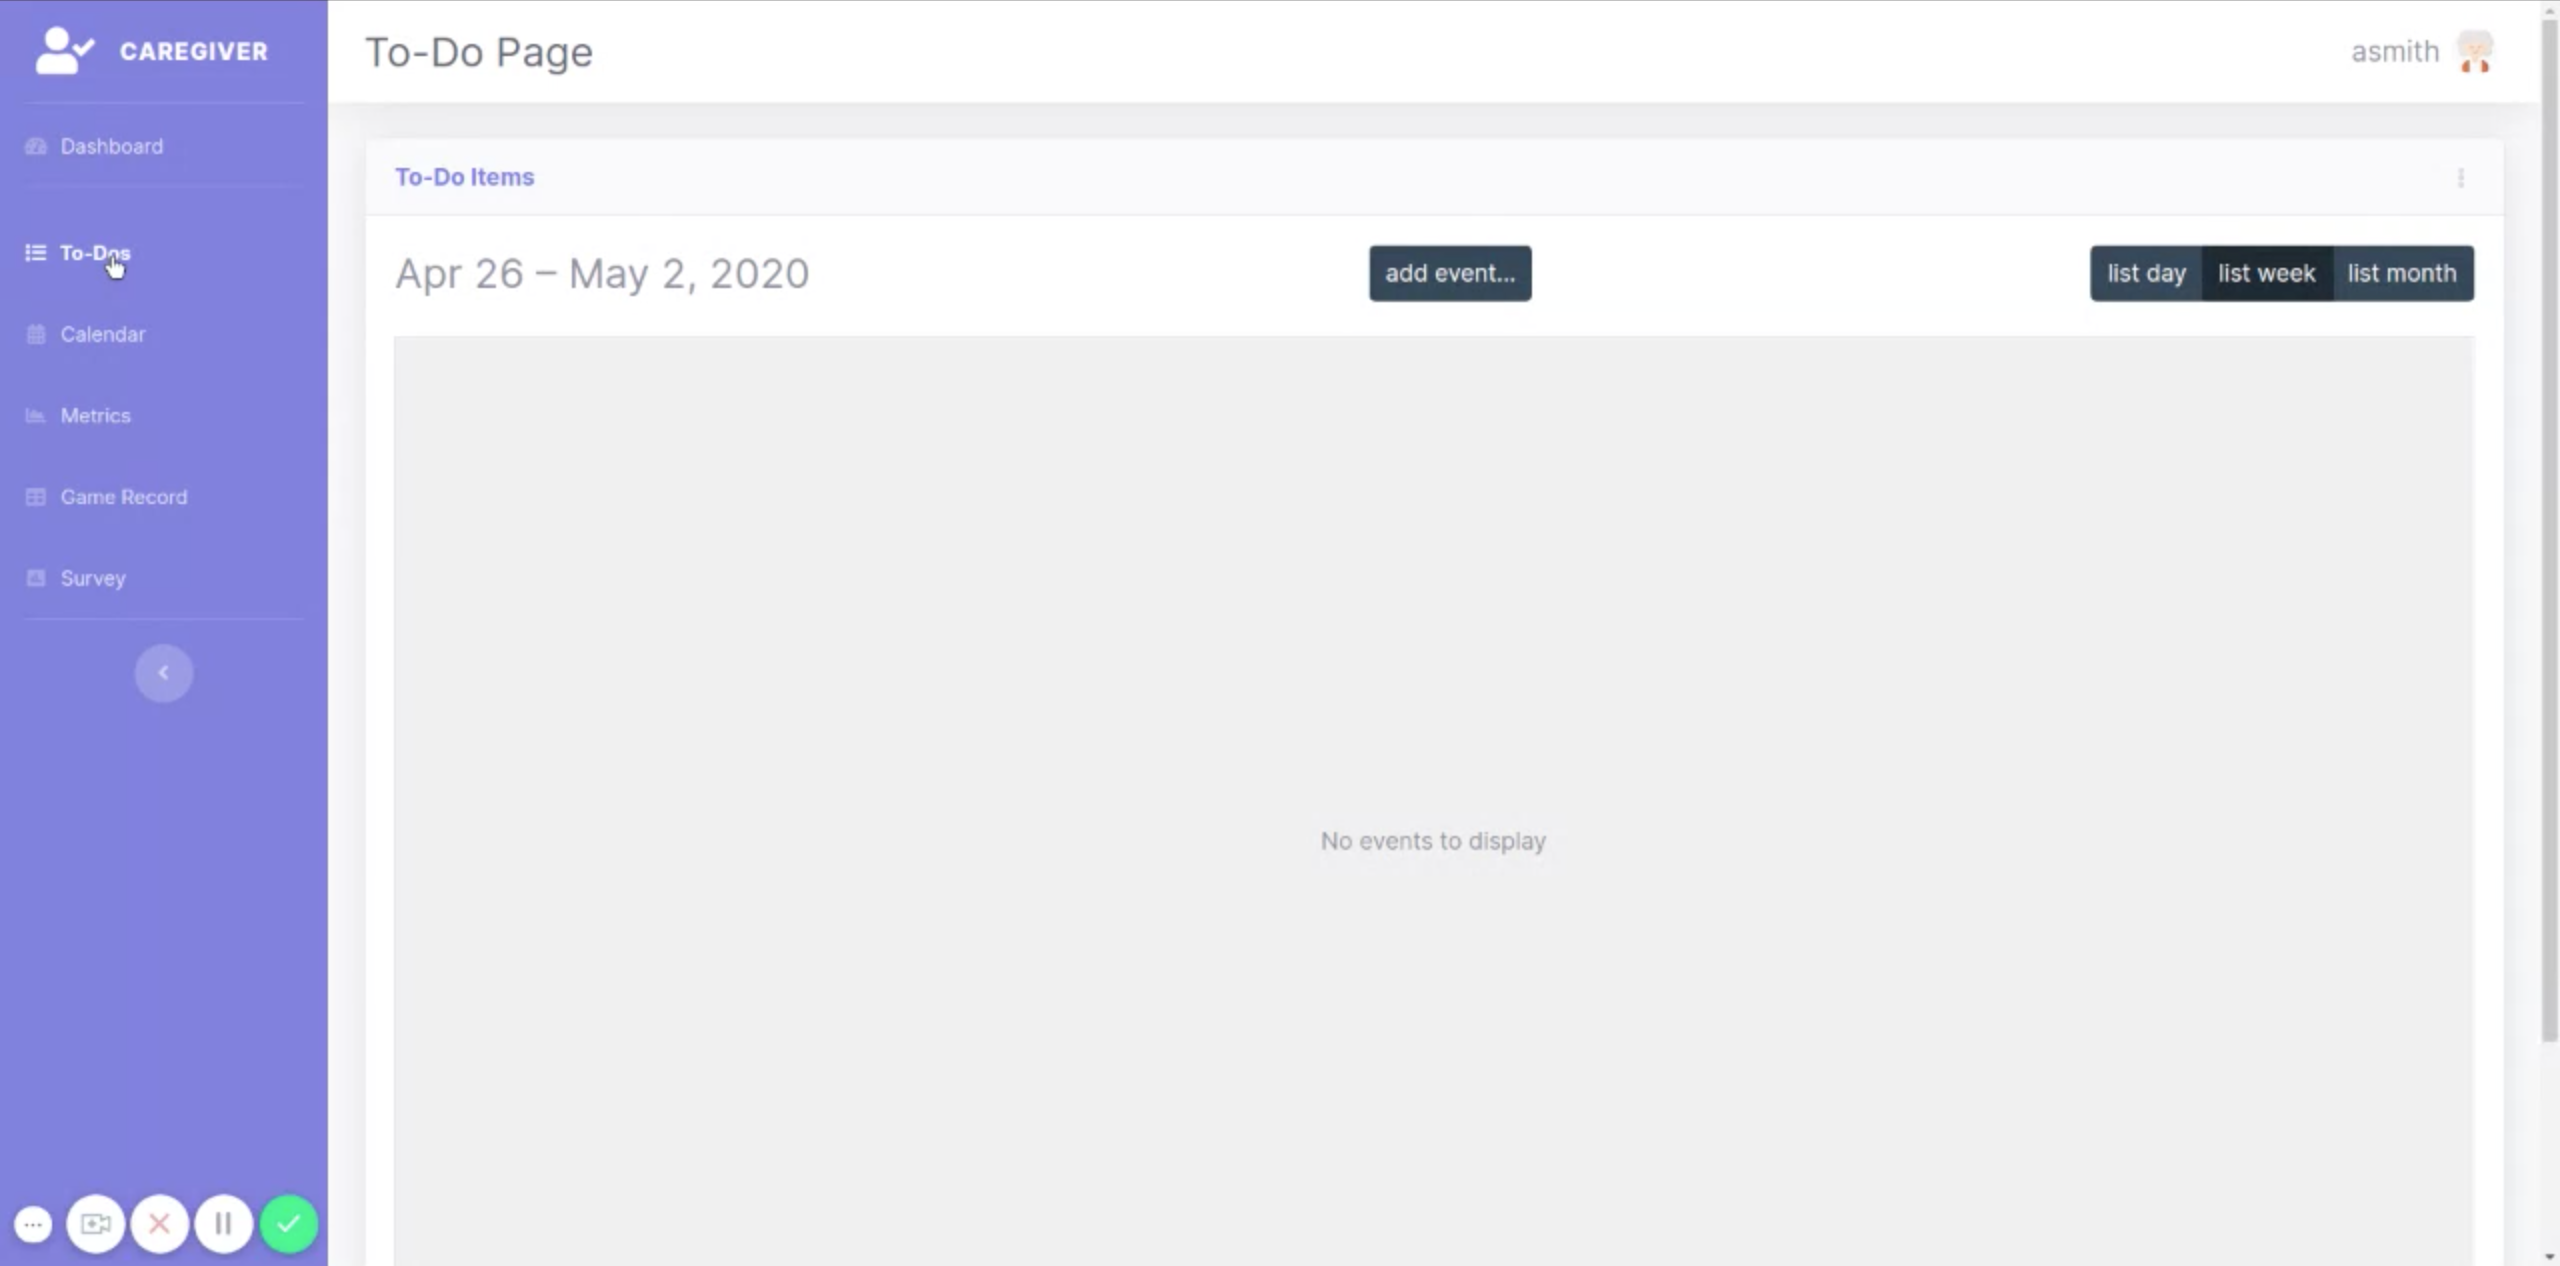 CAREGIVER
Dashboard
To-Dos
Calendar
Metrics
Game Record
Survey
To-Do Page
asmith
To-Do Items
Apr 26 – May 2, 2020
add event...
list day
list week
list month
No events to display